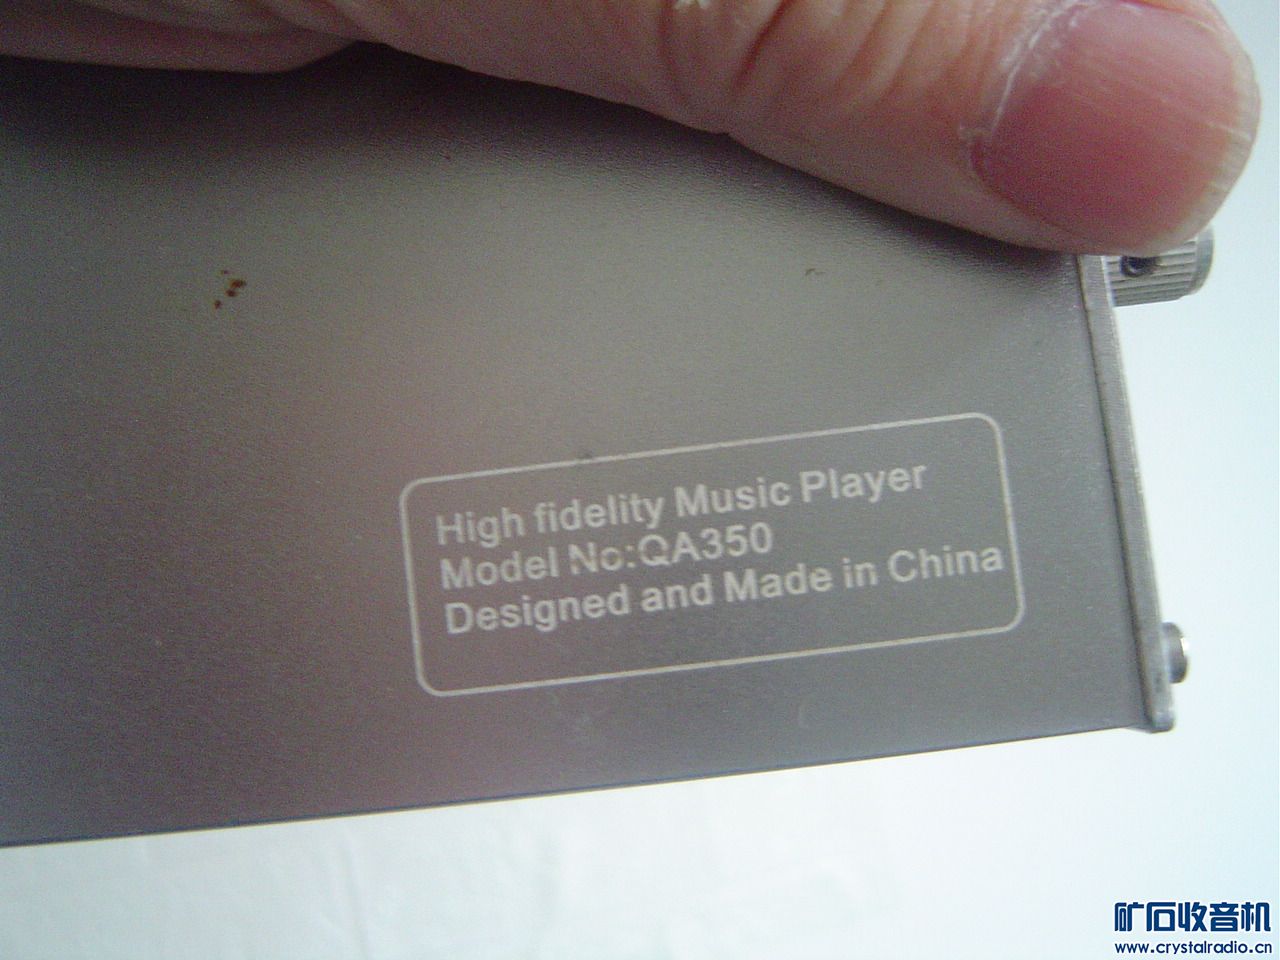 High fidelity Music Player
Model No:QA350
Designed and Made in China
矿石收音机
www.crystalradio.cn